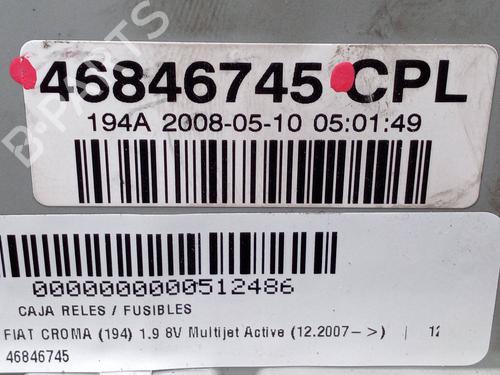 46846745 CPL
194A 2008-05-10 05:01:49
0000000000512486
CAJA RELES / FUSIBLES
FIAT CROMA (194) 1.9 8V Multijet Active (12.2007-> ) | 12
46846745
B-PARTS